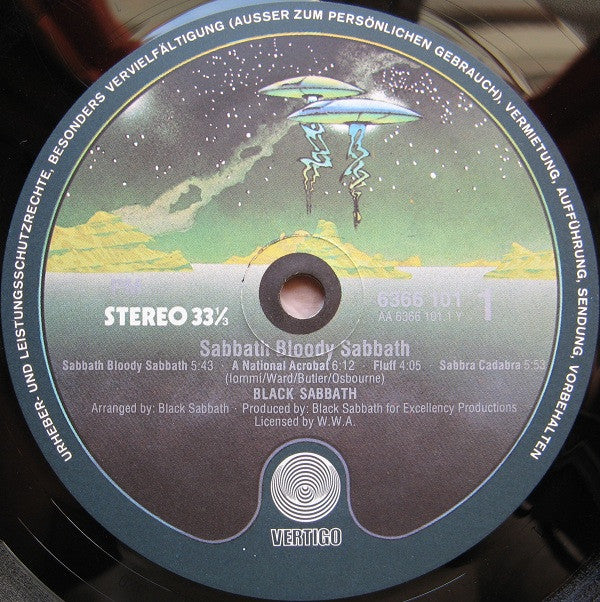 URHEBER- UND LEISTUNGSSCHUTZRECHTE, BESONDERS VERVIELFÄLTIGUNG (AUSSER ZUM PERSÖNLICHEN GEBRAUCH), VERMIETUNG, AUFFÜHRUNG, SENDUNG, VORBEHALTEN
STEREO 33⅓
6366 101
AA 6366 101 1 Y
1
Sabbath Bloody Sabbath
Sabbath Bloody Sabbath 5:43 · A National Acrobat 6:12 · Fluff 4:05 · Sabbra Cadabra 5:53
(Iommi/Ward/Butler/Osbourne)
BLACK SABBATH
Arranged by: Black Sabbath · Produced by: Black Sabbath for Excellency Productions
Licensed by W.W.A.
VERTIGO